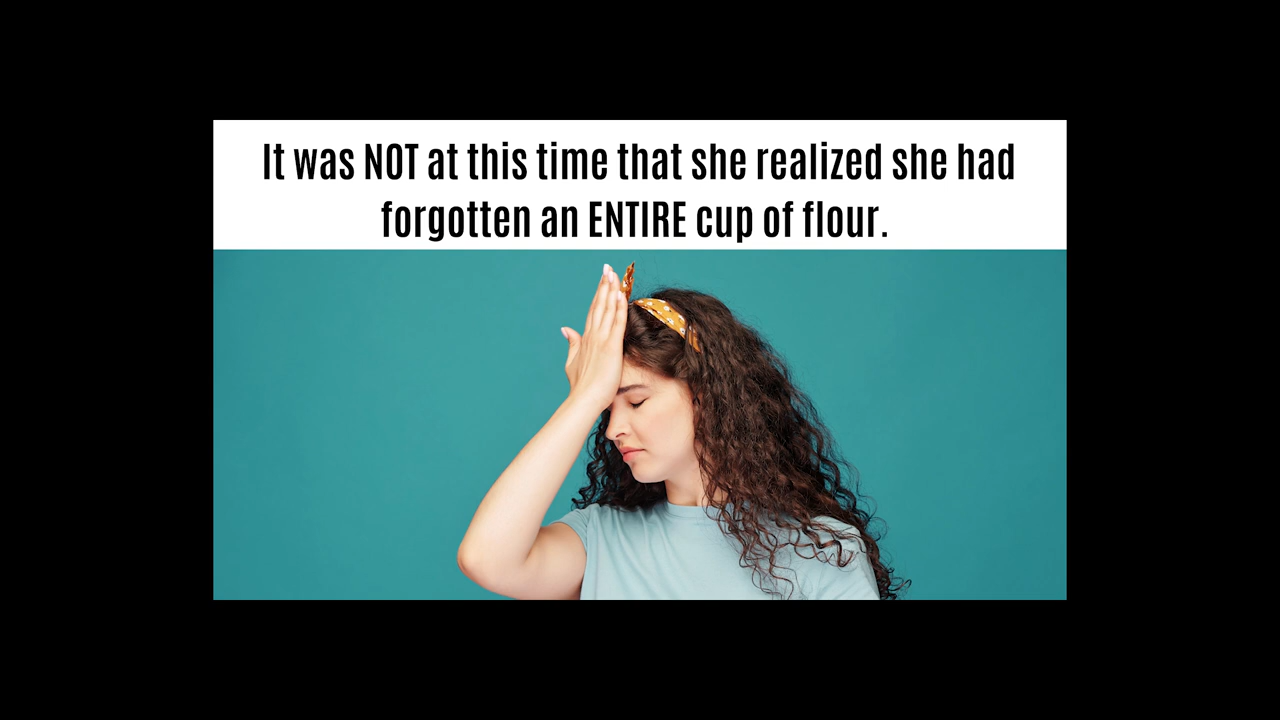 It was NOT at this time that she realized she had
forgotten an ENTIRE cup of flour.